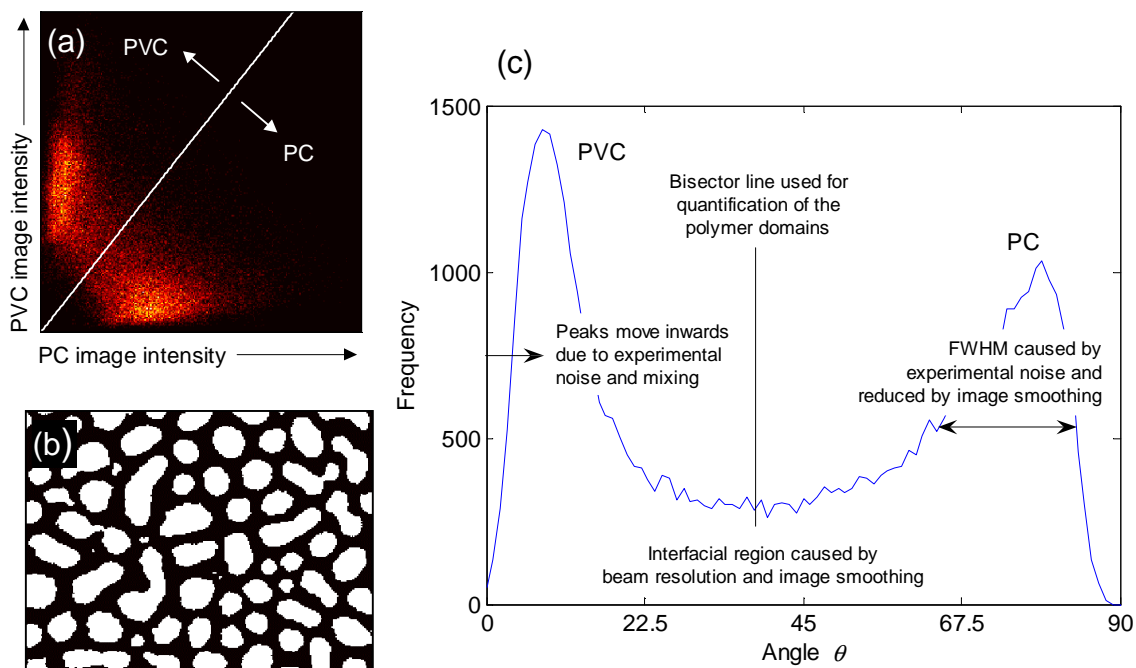 (a)
PVC
PC
PVC image intensity
PC image intensity
(b)
(c)
1500
1000
500
0
Frequency
PVC
Bisector line used for
quantification of the
polymer domains
PC
Peaks move inwards
due to experimental
noise and mixing
FWHM caused by
experimental noise and
reduced by image smoothing
Interfacial region caused by
beam resolution and image smoothing
0 22.5 45 67.5 90
Angle θ